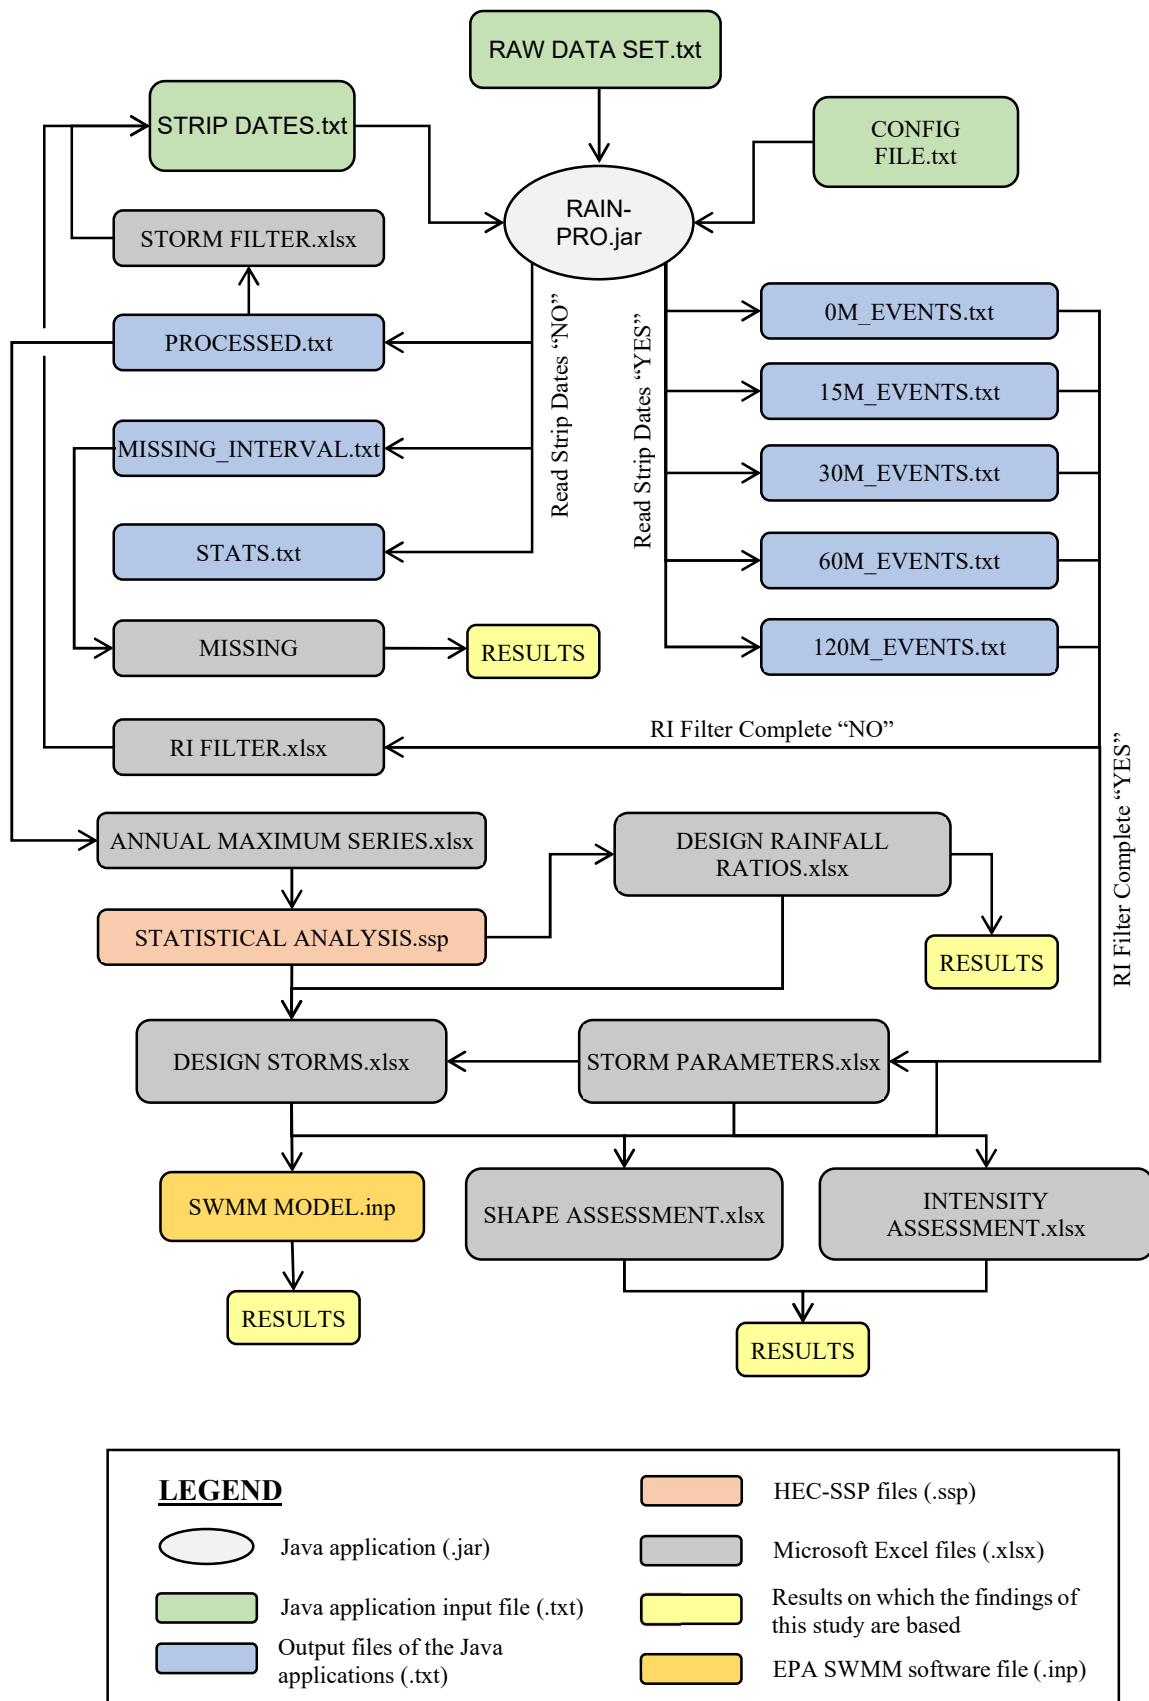 RAW DATA SET.txt
STRIP DATES.txt
CONFIG
FILE.txt
RAIN-
PRO.jar
STORM FILTER.xlsx
PROCESSED.txt
MISSING_INTERVAL.txt
STATS.txt
MISSING
RESULTS
Read Strip Dates “NO”
Read Strip Dates “YES”
0M_EVENTS.txt
15M_EVENTS.txt
30M_EVENTS.txt
60M_EVENTS.txt
120M_EVENTS.txt
RI FILTER.xlsx
RI Filter Complete “NO”
RI Filter Complete “YES”
ANNUAL MAXIMUM SERIES.xlsx
DESIGN RAINFALL
RATIOS.xlsx
STATISTICAL ANALYSIS.ssp
RESULTS
DESIGN STORMS.xlsx
STORM PARAMETERS.xlsx
SWMM MODEL.inp
SHAPE ASSESSMENT.xlsx
INTENSITY
ASSESSMENT.xlsx
RESULTS
RESULTS
LEGEND
Java application (.jar)
Java application input file (.txt)
Output files of the Java
applications (.txt)
HEC-SSP files (.ssp)
Microsoft Excel files (.xlsx)
Results on which the findings of
this study are based
EPA SWMM software file (.inp)